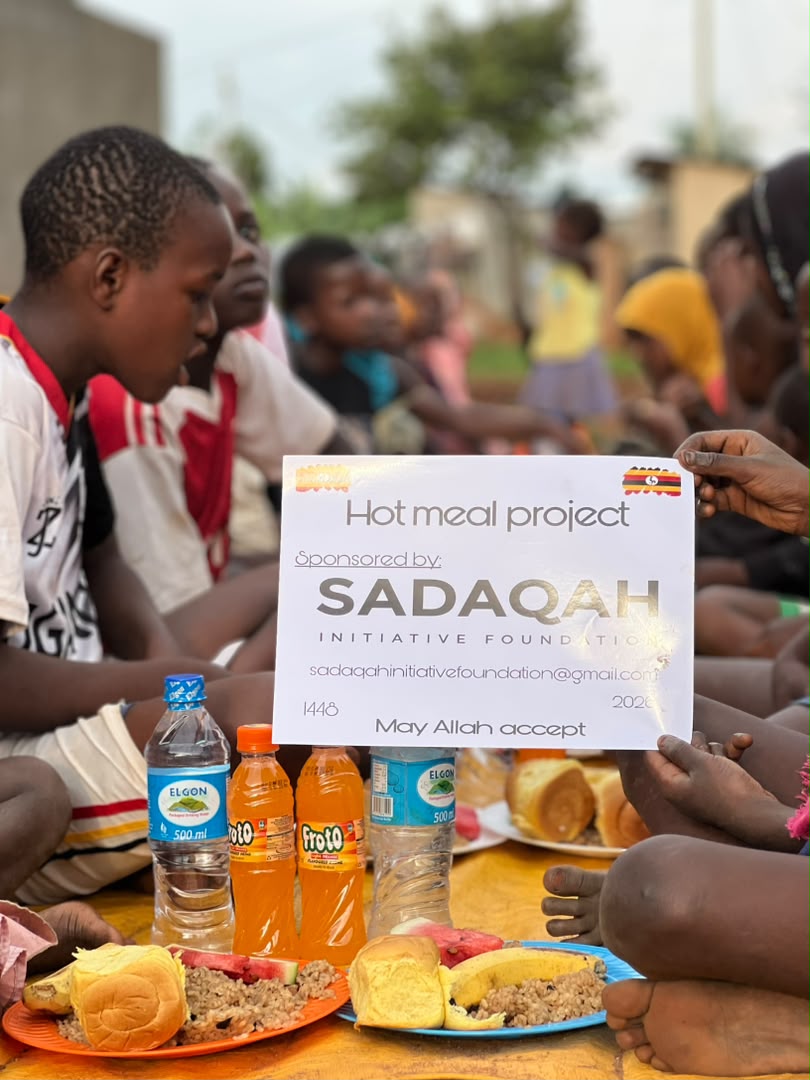 Hot meal project
Sponsored by:
SADAQAH
INITIATIVE FOUNDATION
sadaqahinitiativefoundation@gmail.com
1448
2026
May Allah accept
ELGON
500 ml
Froto
Froto
ELGON
500 ml